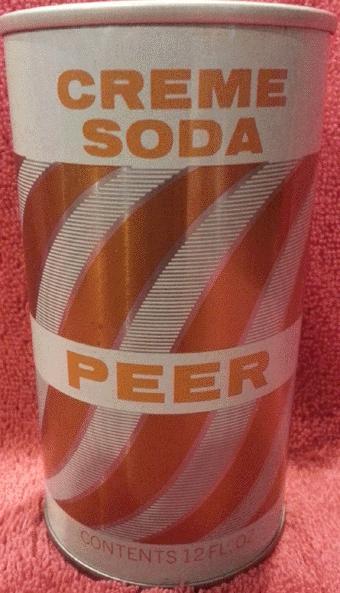 CREME
SODA
PEER
CONTENTS 12 FL. OZ.